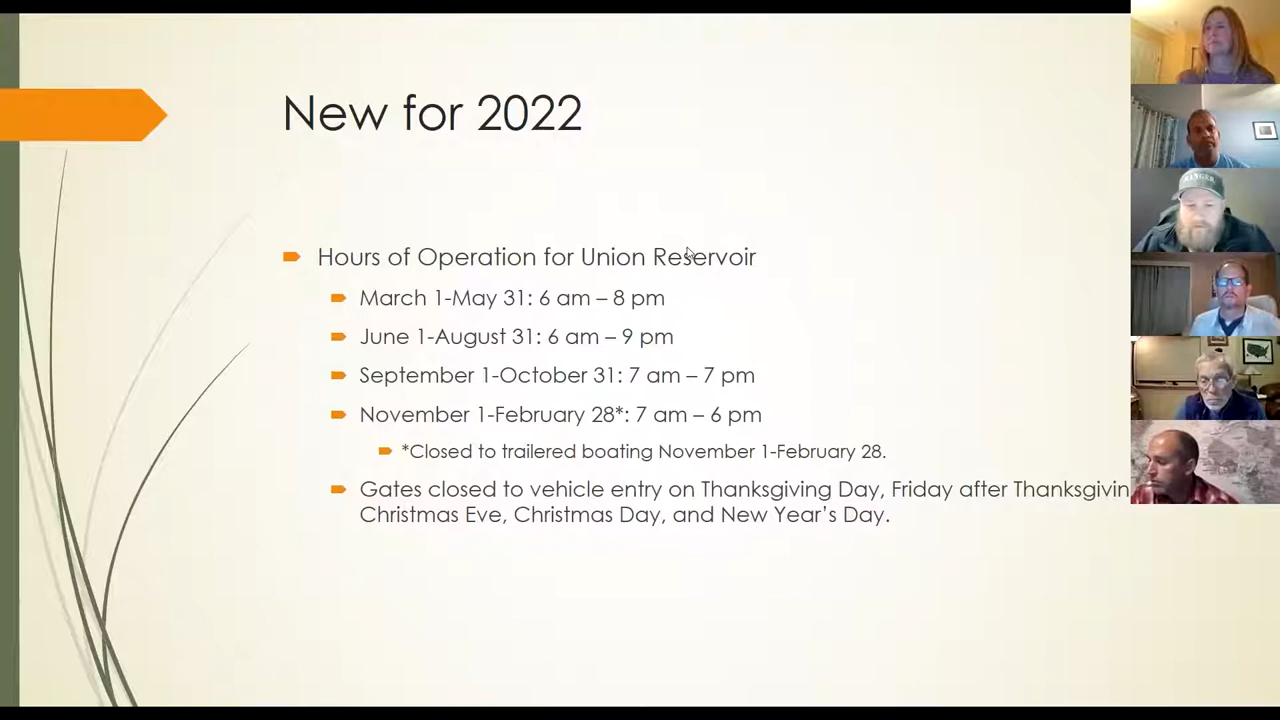 New for 2022
Hours of Operation for Union Reservoir
March 1-May 31: 6 am – 8 pm
June 1-August 31: 6 am – 9 pm
September 1-October 31: 7 am – 7 pm
November 1-February 28*: 7 am – 6 pm
*Closed to trailered boating November 1-February 28.
Gates closed to vehicle entry on Thanksgiving Day, Friday after Thanksgivin
Christmas Eve, Christmas Day, and New Year's Day.
RANGER